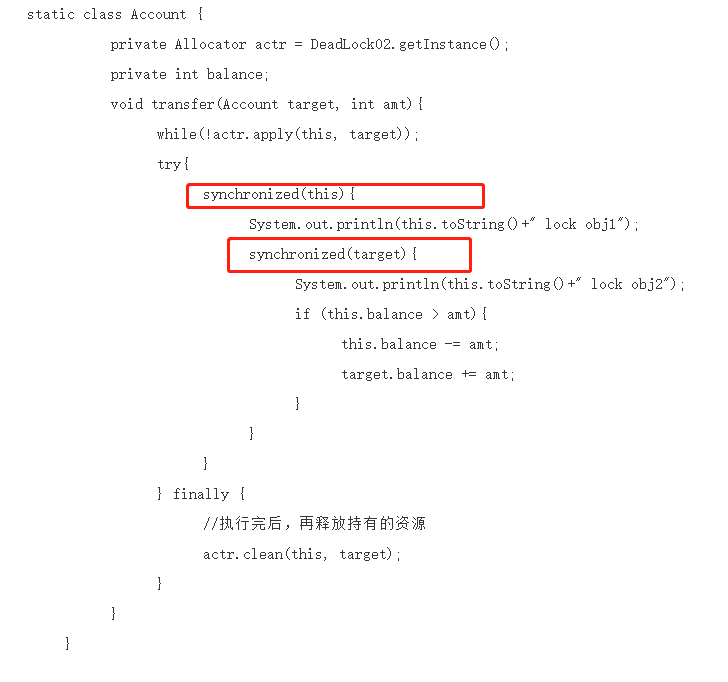 static class Account {
private Allocator actr = DeadLock02.getInstance();
private int balance;
void transfer(Account target, int amt){
while(!actr.apply(this, target));
try{
synchronized(this){
System.out.println(this.toString()+" lock obj1");
synchronized(target){
System.out.println(this.toString()+" lock obj2");
if (this.balance > amt){
this.balance -= amt;
target.balance += amt;
}
}
}
} finally {
//执行完后，再释放持有的资源
actr.clean(this, target);
}
}
}